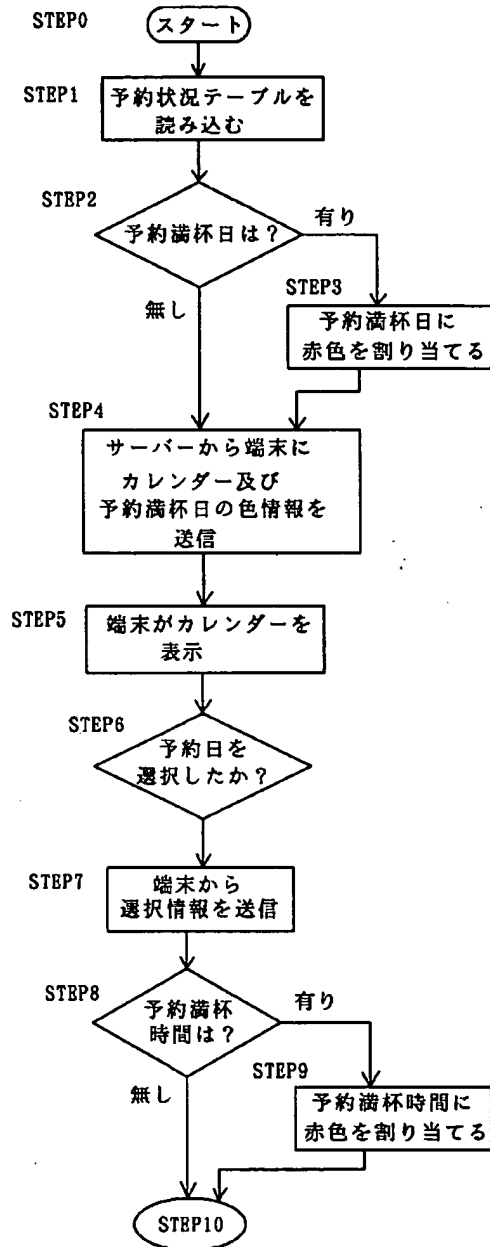 STEP0
スタート
STEP1
予約状況テーブルを
読み込む
STEP2
予約満杯日は?
有り
無し
STEP3
予約満杯日に
赤色を割り当てる
STEP4
サーバーから端末に
カレンダー及び
予約満杯日の色情報を
送信
STEP5
端末がカレンダーを
表示
STEP6
予約日を
選択したか?
STEP7
端末から
選択情報を送信
STEP8
予約満杯
時間は?
有り
無し
STEP9
予約満杯時間に
赤色を割り当てる
STEP10